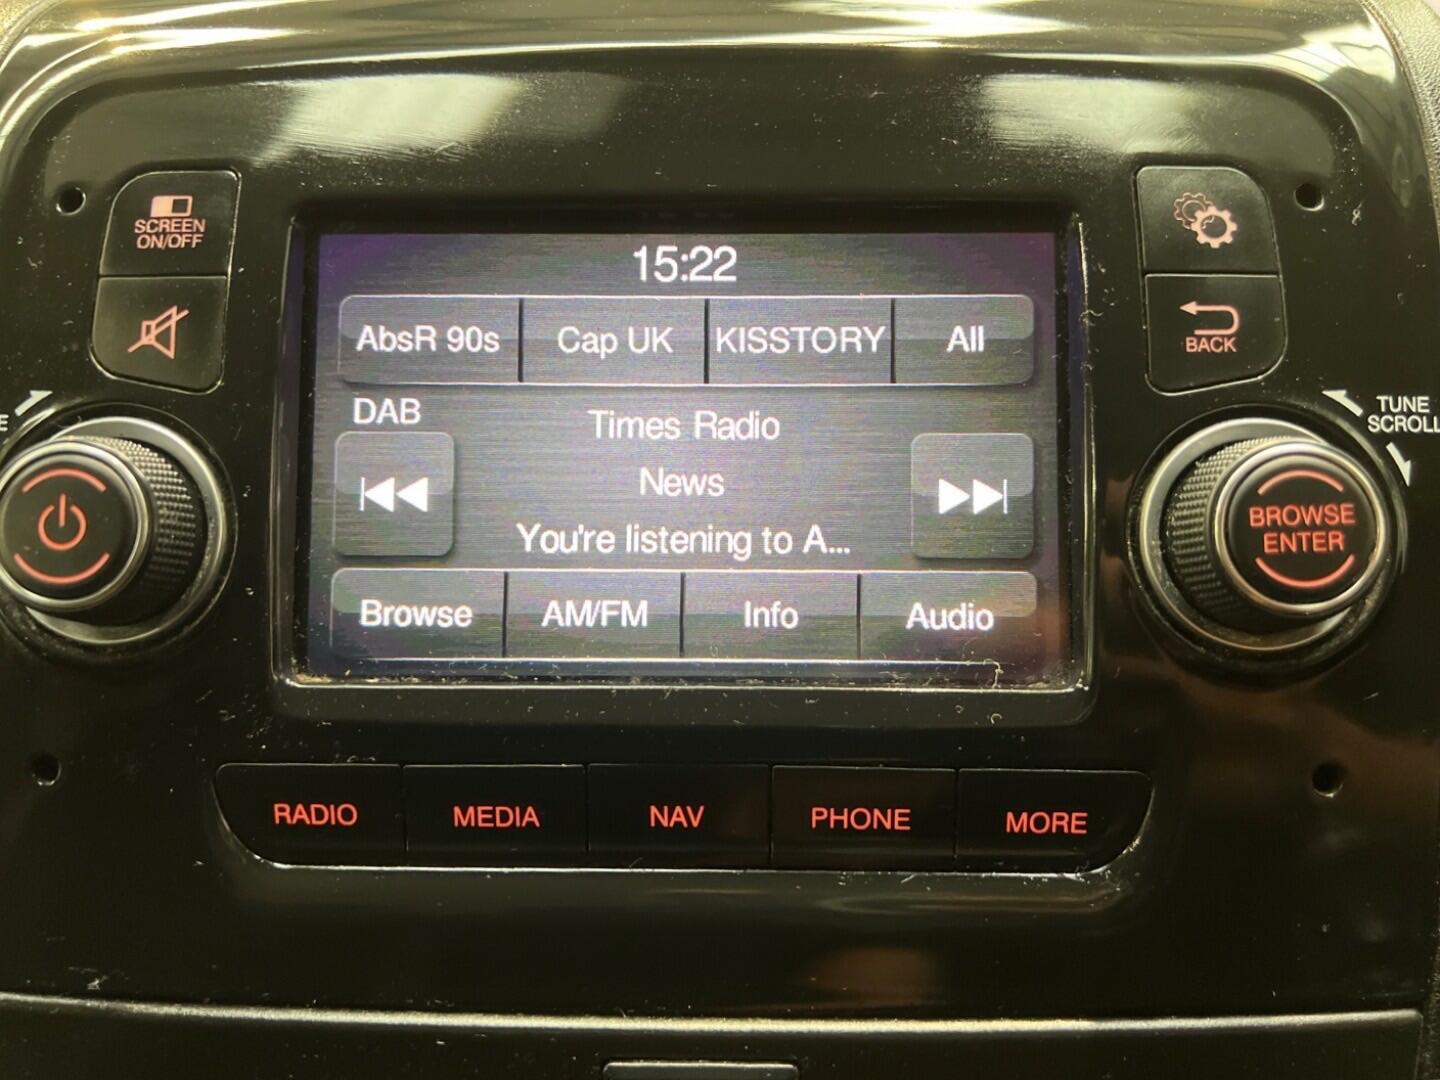 SCREEN
ON/OFF
15:22
AbsR 90s
Cap UK
KISSTORY
All
BACK
DAB
Times Radio
News
You're listening to A...
TUNE
SCROLL
BROWSE
ENTER
Browse
AM/FM
Info
Audio
RADIO
MEDIA
NAV
PHONE
MORE